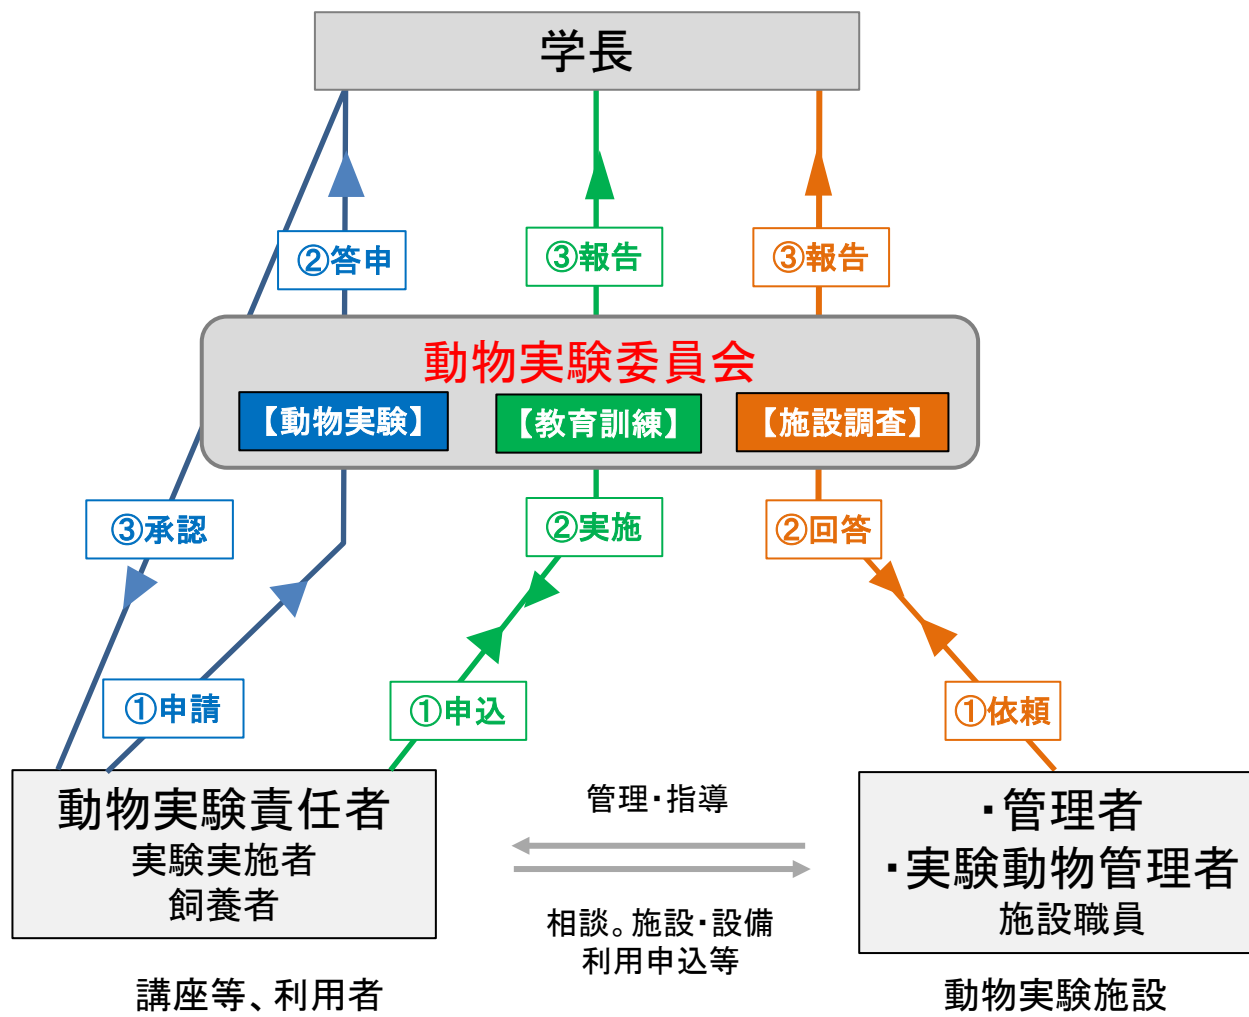 学長
②答申
③報告
③報告
動物実験委員会
【動物実験】
【教育訓練】
【施設調査】
③承認
②実施
②回答
①申請
①申込
①依頼
動物実験責任者
実験実施者
飼養者
管理・指導
相談。施設・設備
利用申込等
・管理者
・実験動物管理者
施設職員
講座等、利用者
動物実験施設